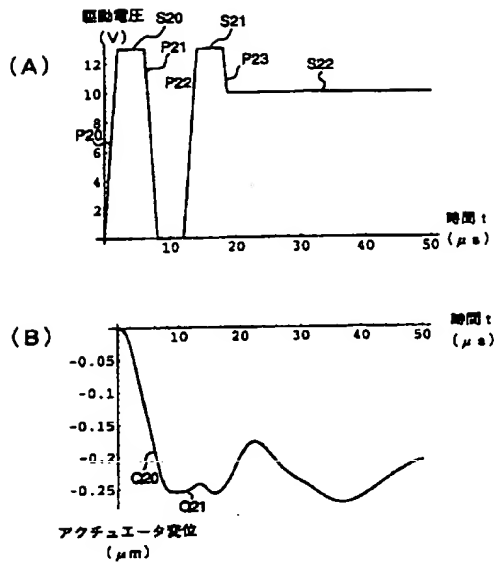 (A)
駆動電圧
(V)
S20
P21
S21
P22
P23
S22
P20
12
10
8
6
4
2
10
20
30
40
50
時間 t
(μs)
(B)
時間 t
(μs)
10
20
30
40
50
-0.05
-0.1
-0.15
-0.2
-0.25
Q20
Q21
アクチュエータ変位
(μm)